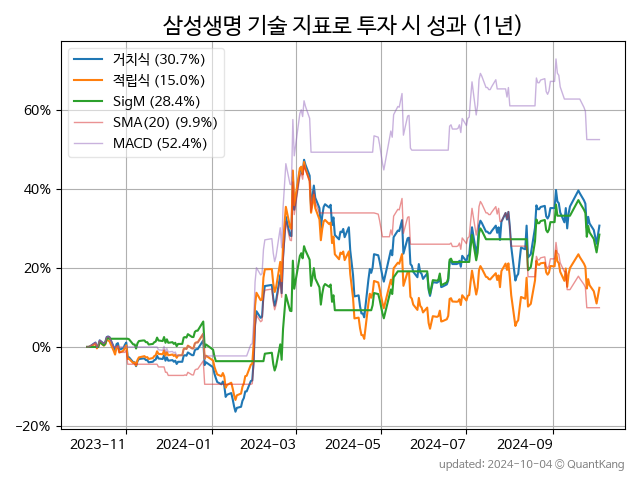 삼성생명 기술 지표로 투자 시 성과 (1년)
거치식 (30.7%)
적립식 (15.0%)
SigM (28.4%)
SMA(20) (9.9%)
MACD (52.4%)
60%
40%
20%
0%
−20%
2023-11 2024-01 2024-03 2024-05 2024-07 2024-09
updated: 2024-10-04 © QuantKang